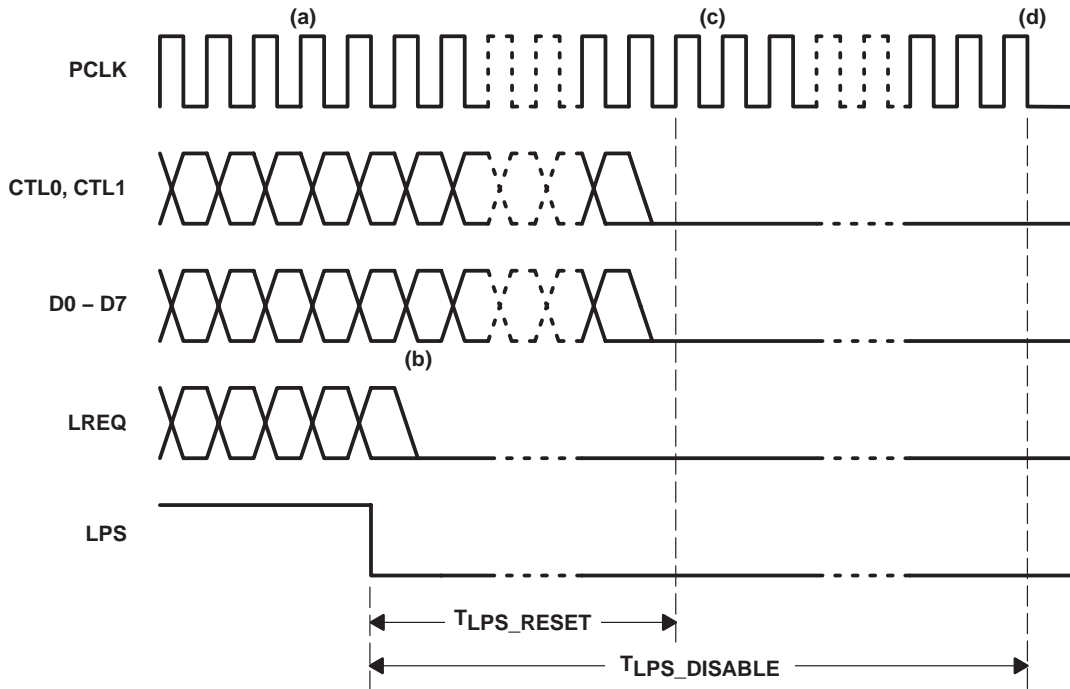 (a) (c) (d)
PCLK
CTL0, CTL1
D0 – D7
(b)
LREQ
LPS
TLPS_RESET
TLPS_DISABLE